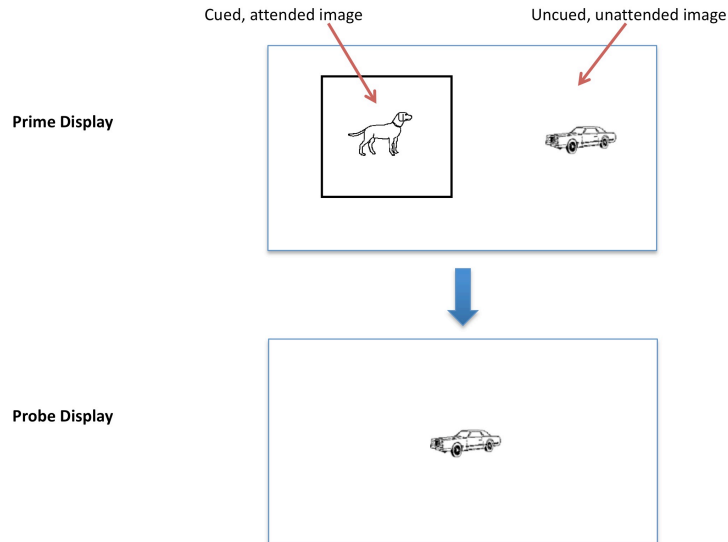 Cued, attended image
Uncued, unattended image
Prime Display
Probe Display